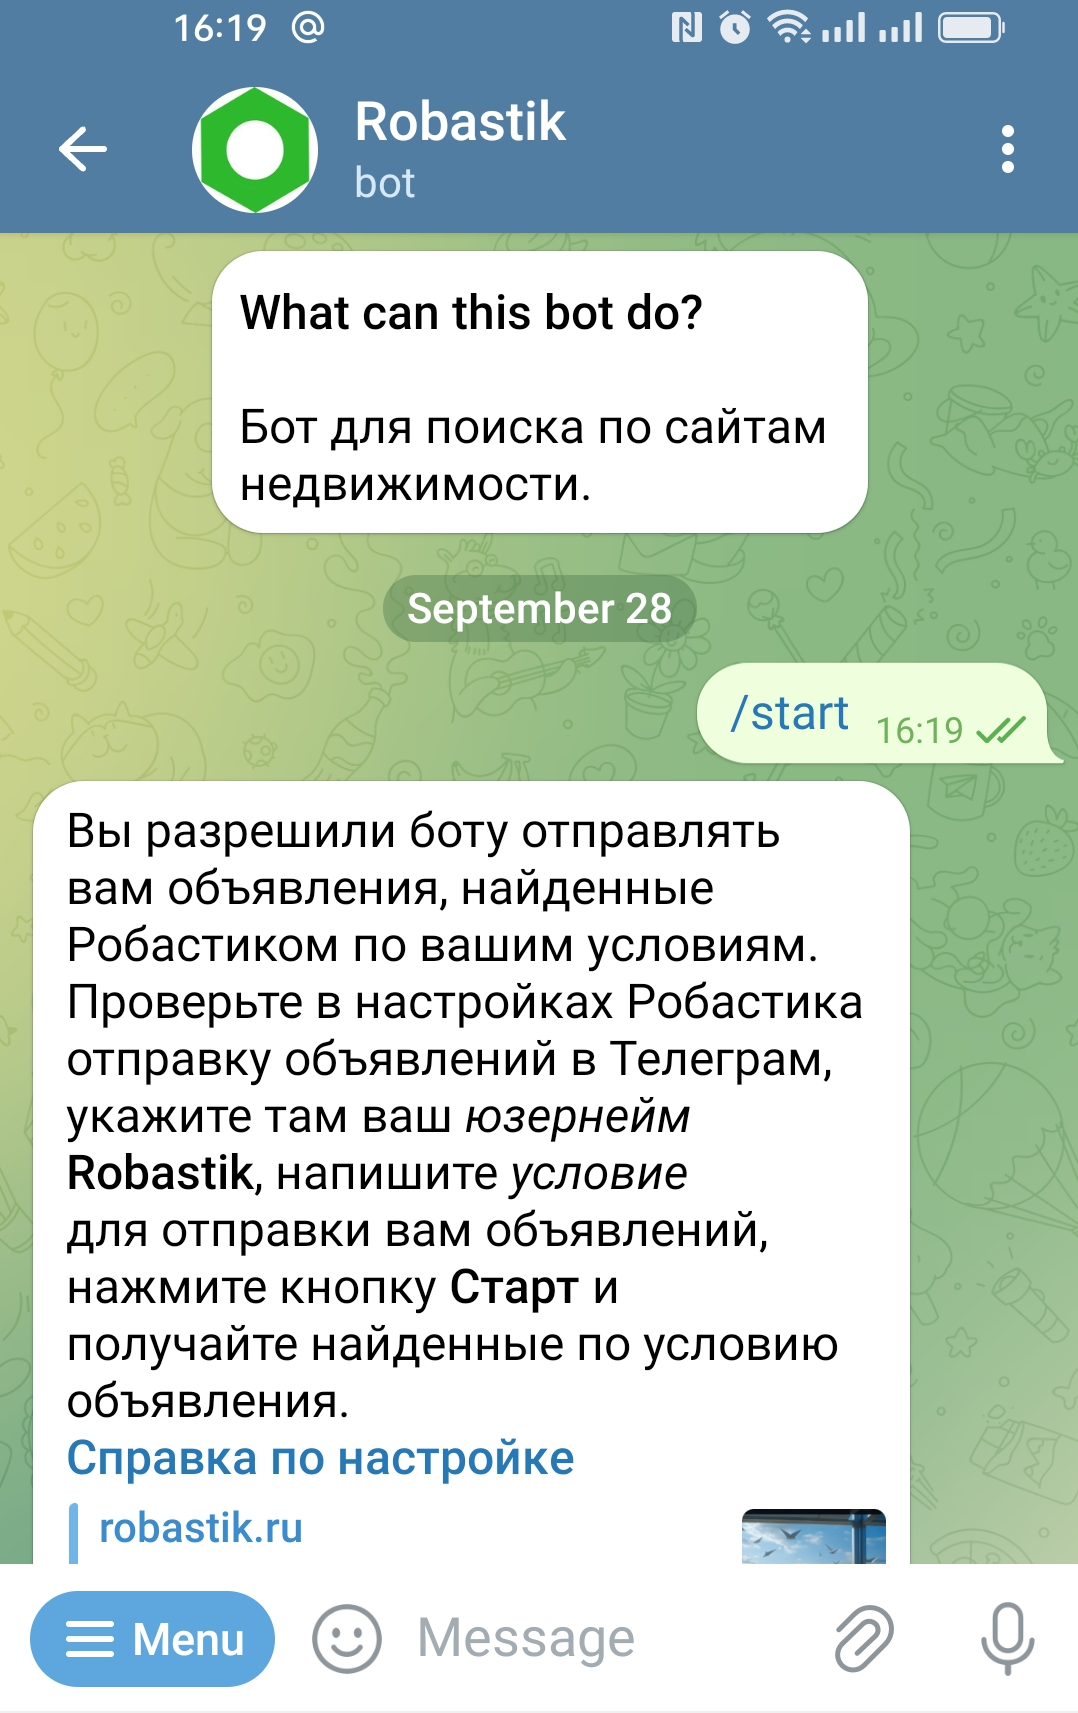 16:19 @
Robastik
bot
What can this bot do?
Бот для поиска по сайтам
недвижимости.
September 28
/start 16:19
Вы разрешили боту отправлять
вам объявления, найденные
Робастиком по вашим условиям.
Проверьте в настройках Робастика
отправку объявлений в Телеграм,
укажите там ваш юзернейм
Robastik, напишите условие
для отправки вам объявлений,
нажмите кнопку Старт и
получайте найденные по условию
объявления.
Справка по настройке
robastik.ru
Menu Message